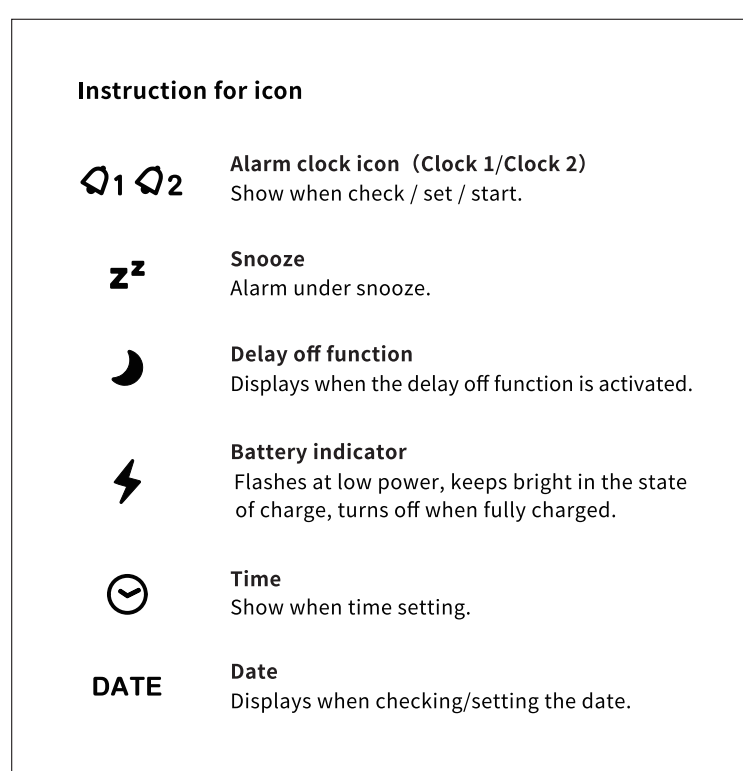 Instruction for icon
1 2
Alarm clock icon（Clock 1/Clock 2）
Show when check / set / start.
zz
Snooze
Alarm under snooze.
Delay off function
Displays when the delay off function is activated.
Battery indicator
Flashes at low power, keeps bright in the state
of charge, turns off when fully charged.
Time
Show when time setting.
DATE
Date
Displays when checking/setting the date.